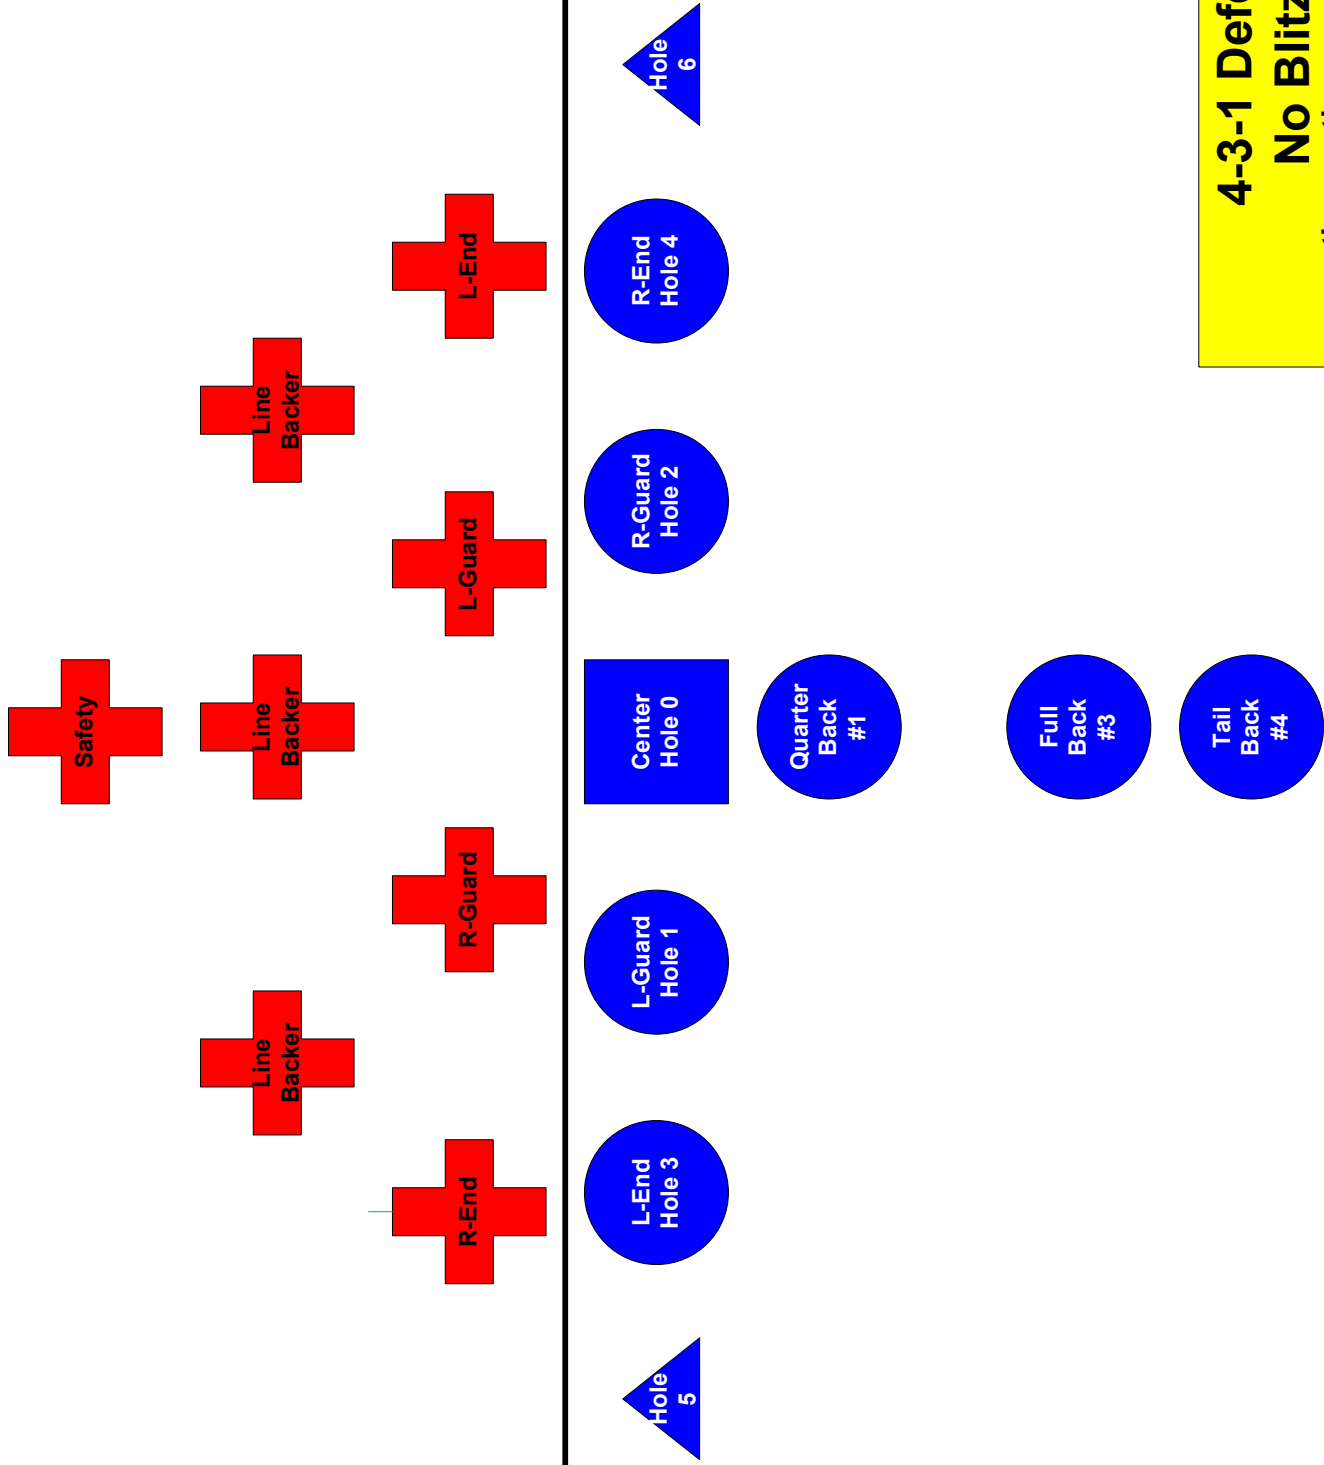 Safety
Line
Backer
Line
Backer
Line
Backer
R-End
R-Guard
L-Guard
L-End
Hole
5
L-End
Hole 3
L-Guard
Hole 1
Center
Hole 0
R-Guard
Hole 2
R-End
Hole 4
Hole
6
Quarter
Back
#1
Full
Back
#3
Tail
Back
#4
4-3-1 Defe
No Blitz